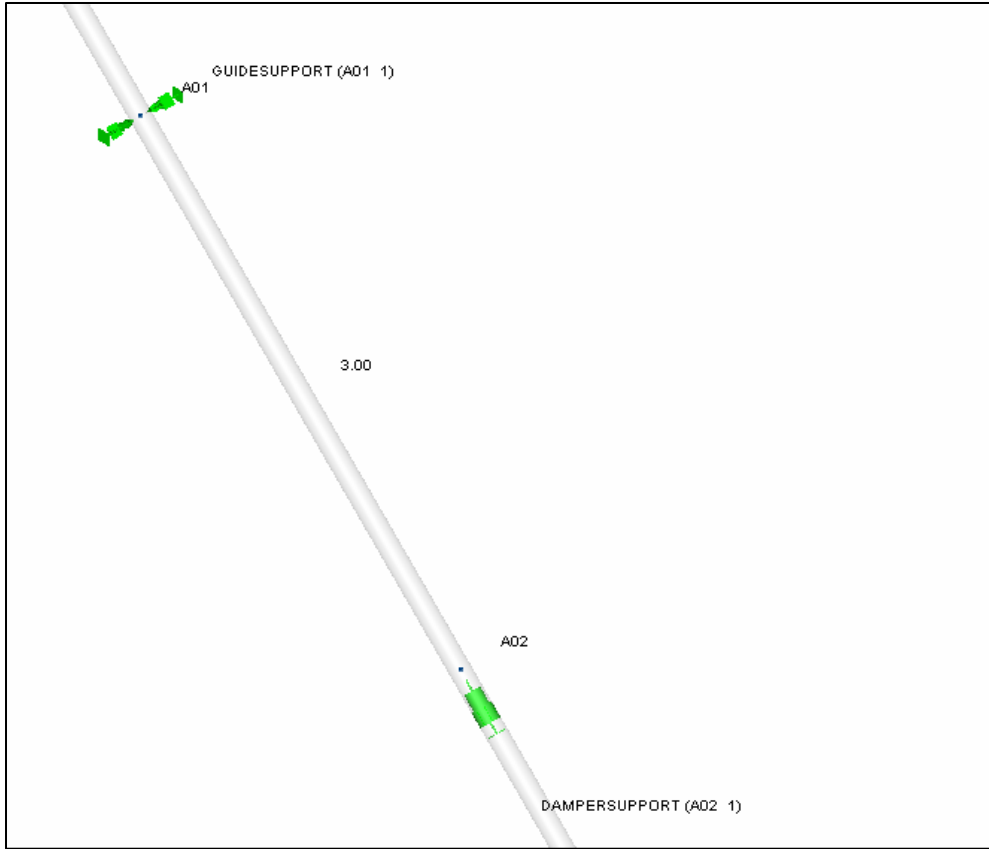 GUIDESUPPORT (A01 1)
A01
3.00
A02
DAMPERSUPPORT (A02 1)